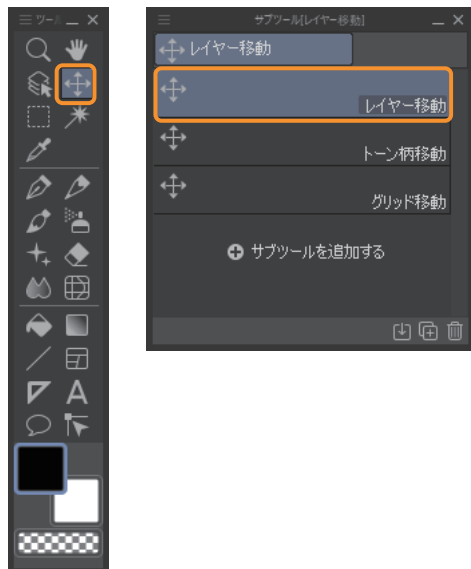 ツール
サブツール[レイヤー移動]
レイヤー移動
レイヤー移動
トーン柄移動
グリッド移動
サブツールを追加する
A